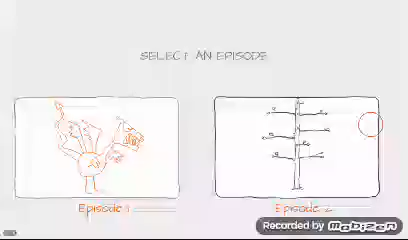 SELECT AN EPISODE
Episode 1
Episode 2
Recorded by Mobizen